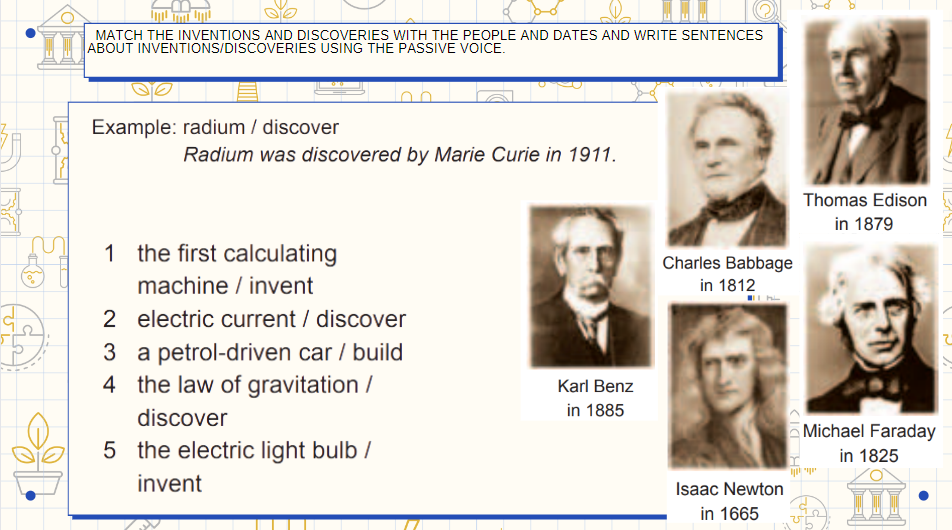 MATCH THE INVENTIONS AND DISCOVERIES WITH THE PEOPLE AND DATES AND WRITE SENTENCES
ABOUT INVENTIONS/DISCOVERIES USING THE PASSIVE VOICE.
Example: radium / discover
Radium was discovered by Marie Curie in 1911.
1 the first calculating
machine / invent
2 electric current / discover
3 a petrol-driven car / build
4 the law of gravitation /
discover
5 the electric light bulb /
invent
Karl Benz
in 1885
Charles Babbage
in 1812
Isaac Newton
in 1665
Thomas Edison
in 1879
Michael Faraday
in 1825